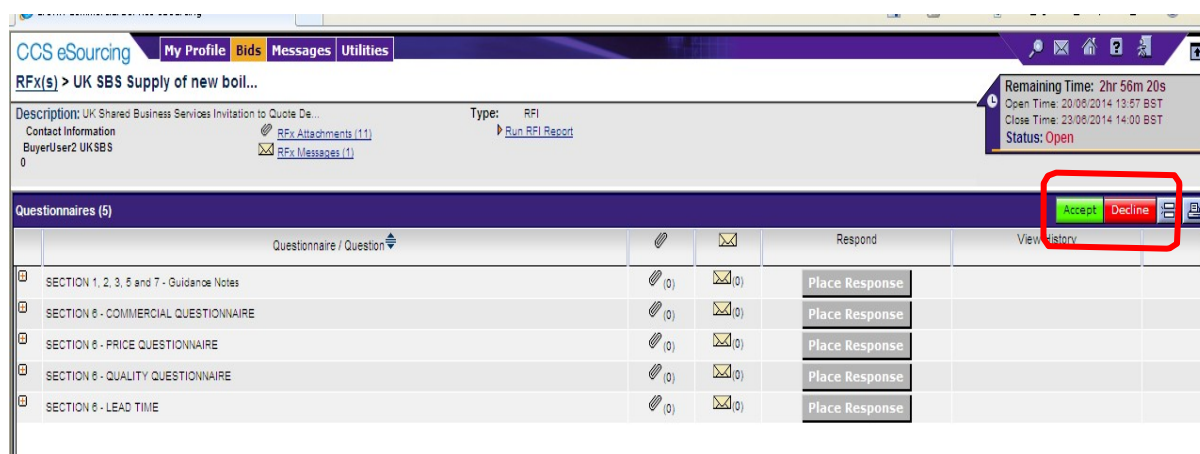 CCS eSourcing My Profile Bids Messages Utilities
RFx(s) > UK SBS Supply of new boil...
Remaining Time: 2hr 56m 20s
Open Time: 20/06/2014 13:57 BST
Close Time: 23/06/2014 14:00 BST
Status: Open
Description: UK Shared Business Services Invitation to Quote De... Type: RFI
Contact Information RFx Attachments (11) Run RFI Report
BuyerUser2 UKSBS RFx Messages (1)
0
Questionnaires (5) Accept Decline
Questionnaire / Question Respond View History
SECTION 1, 2, 3, 5 and 7 - Guidance Notes (0) (0) Place Response
SECTION 6 - COMMERCIAL QUESTIONNAIRE (0) (0) Place Response
SECTION 6 - PRICE QUESTIONNAIRE (0) (0) Place Response
SECTION 6 - QUALITY QUESTIONNAIRE (0) (0) Place Response
SECTION 6 - LEAD TIME (0) (0) Place Response